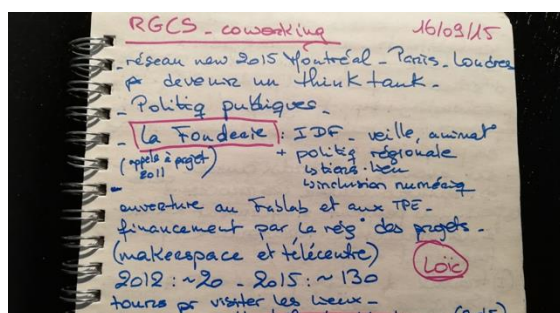 RGCS - coworking 16/09/15
- réseau new 2015 Montréal - Paris - Londres
pr devenir un think tank -
- Politiq publiques -
- La Fonderie : IDF - veille, animat°
(appels à projet + politiq régionale
2011) ↳ tiers-lieu
↳ inclusion numériq
- ouverture au Fablab et aux TPE -
financement par la rég° des projets -
(makerspace et télécentre) Loïc
2012 : ~20 - 2015 : ~130
tours pr visiter les lieux -